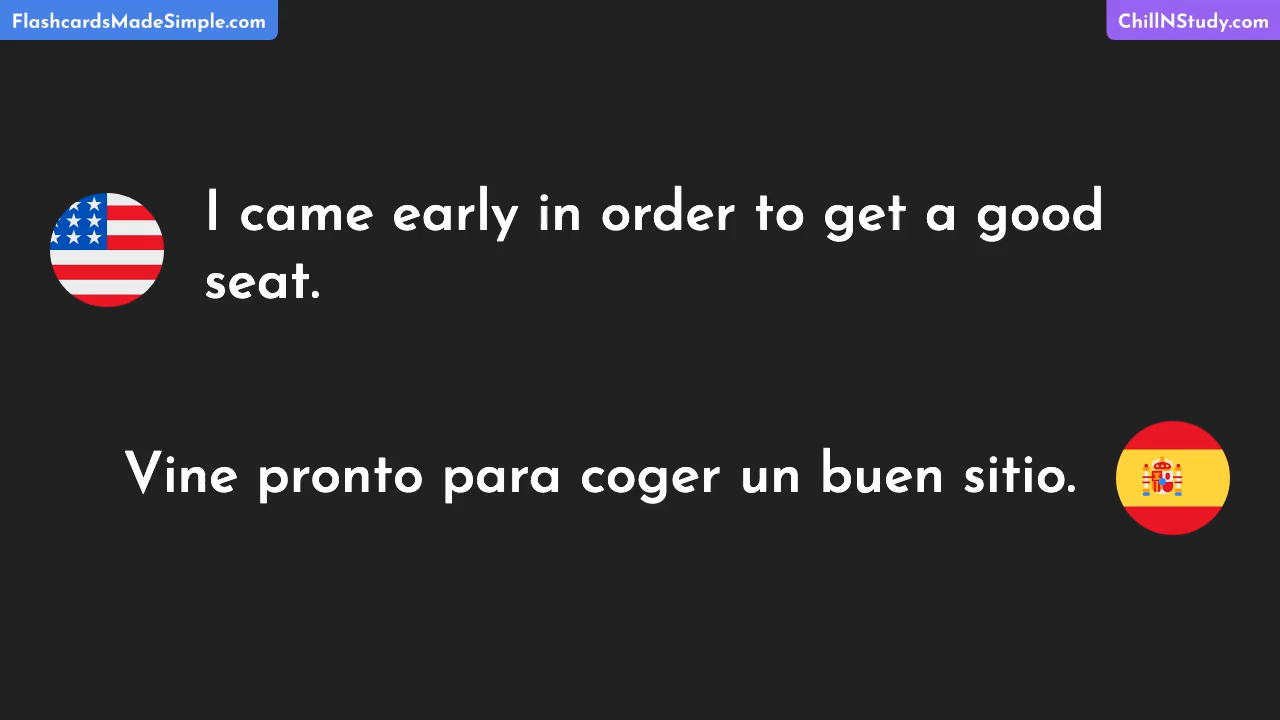 FlashcardsMadeSimple.com
ChillNStudy.com
I came early in order to get a good
seat.
Vine pronto para coger un buen sitio.